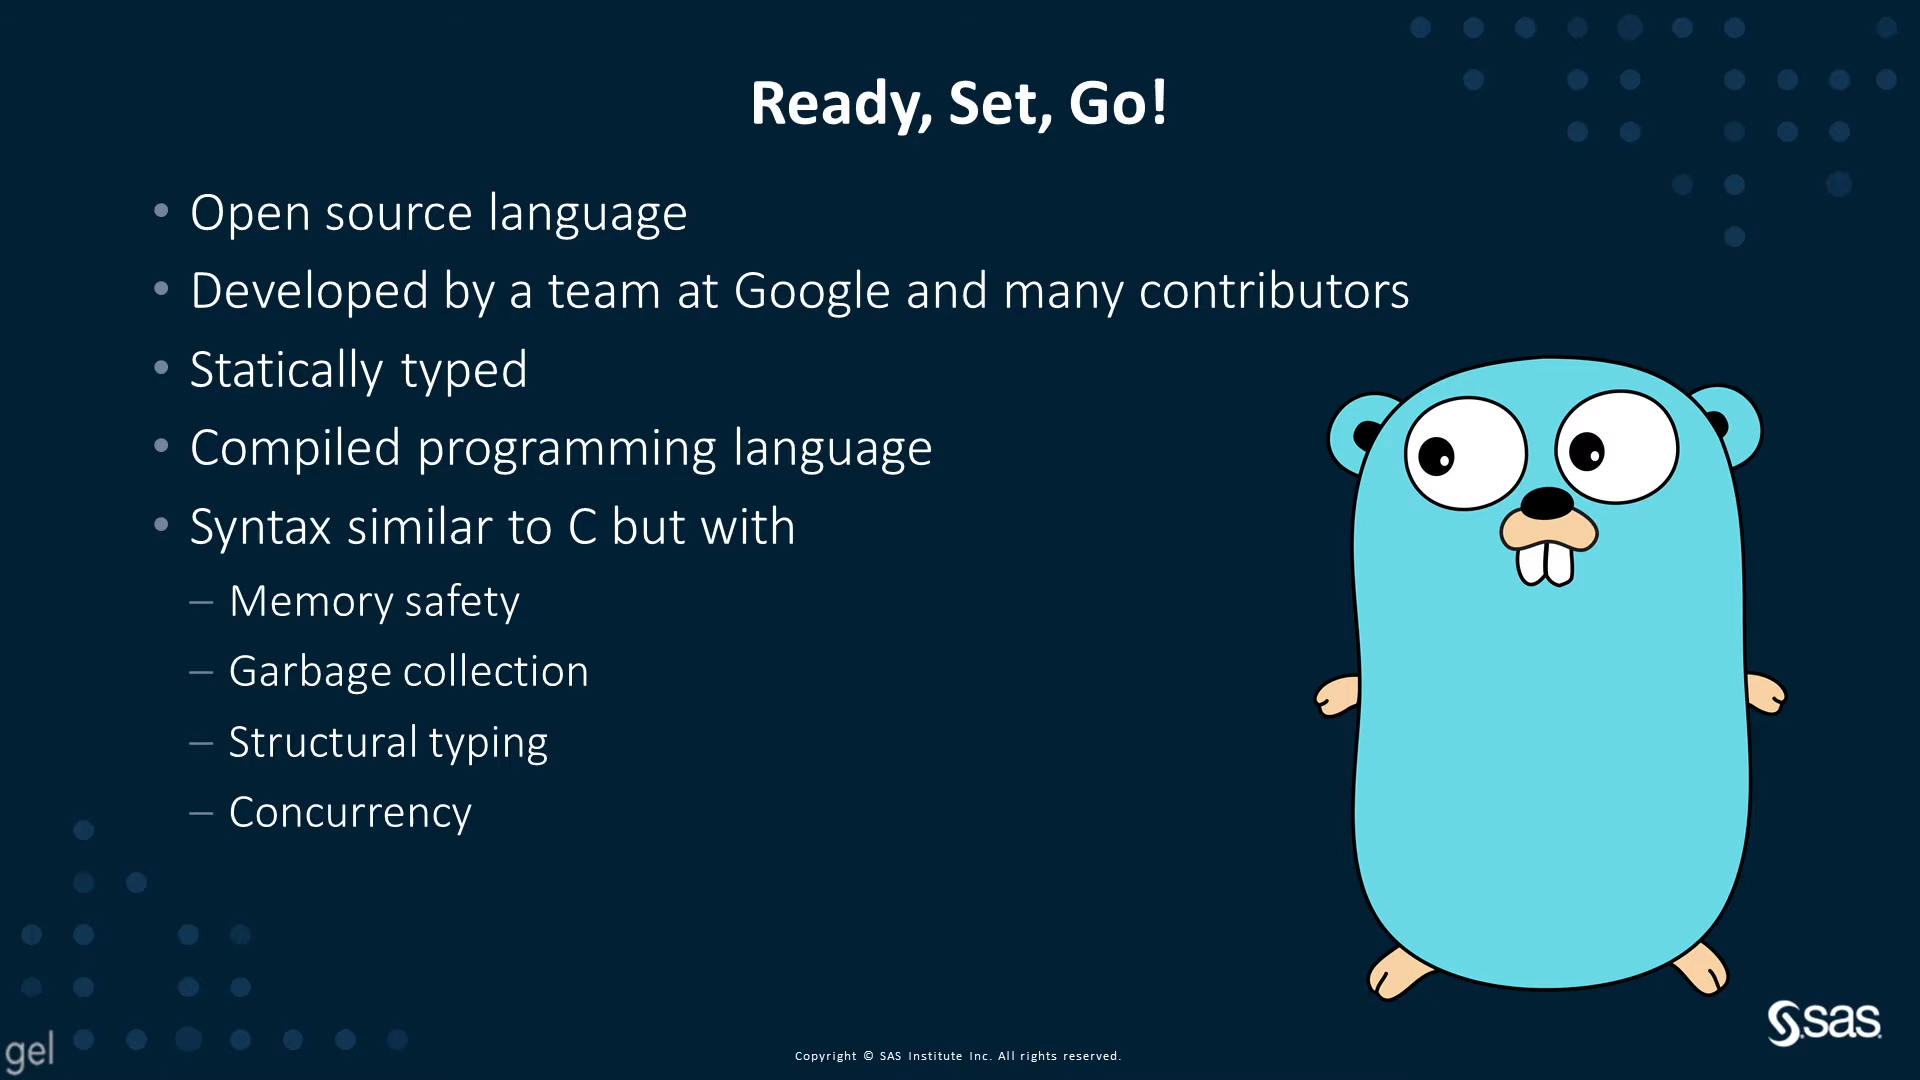 Ready, Set, Go!
• Open source language
• Developed by a team at Google and many contributors
• Statically typed
• Compiled programming language
• Syntax similar to C but with
– Memory safety
– Garbage collection
– Structural typing
– Concurrency
gel
Copyright © SAS Institute Inc. All rights reserved.
sas